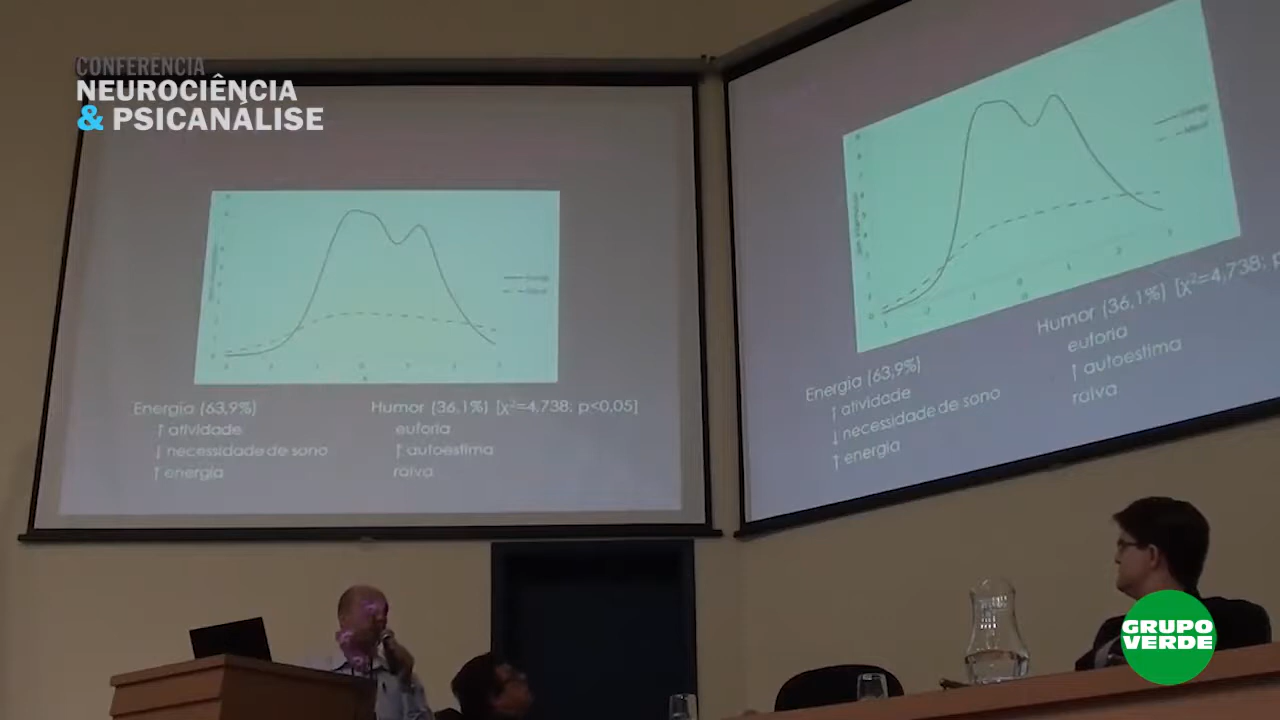 CONFERÊNCIA
NEUROCIÊNCIA
& PSICANÁLISE
Energia (63,9%)
↑ atividade
↓ necessidade de sono
↑ energia
Humor (36,1%) [x²=4,738; p<0,05]
euforia
↑ autoestima
raiva
Energia (63,9%)
↑ atividade
↓ necessidade de sono
↑ energia
Humor (36,1%) [x²=4,738; p
euforia
↑ autoestima
raiva
GRUPO
VERDE